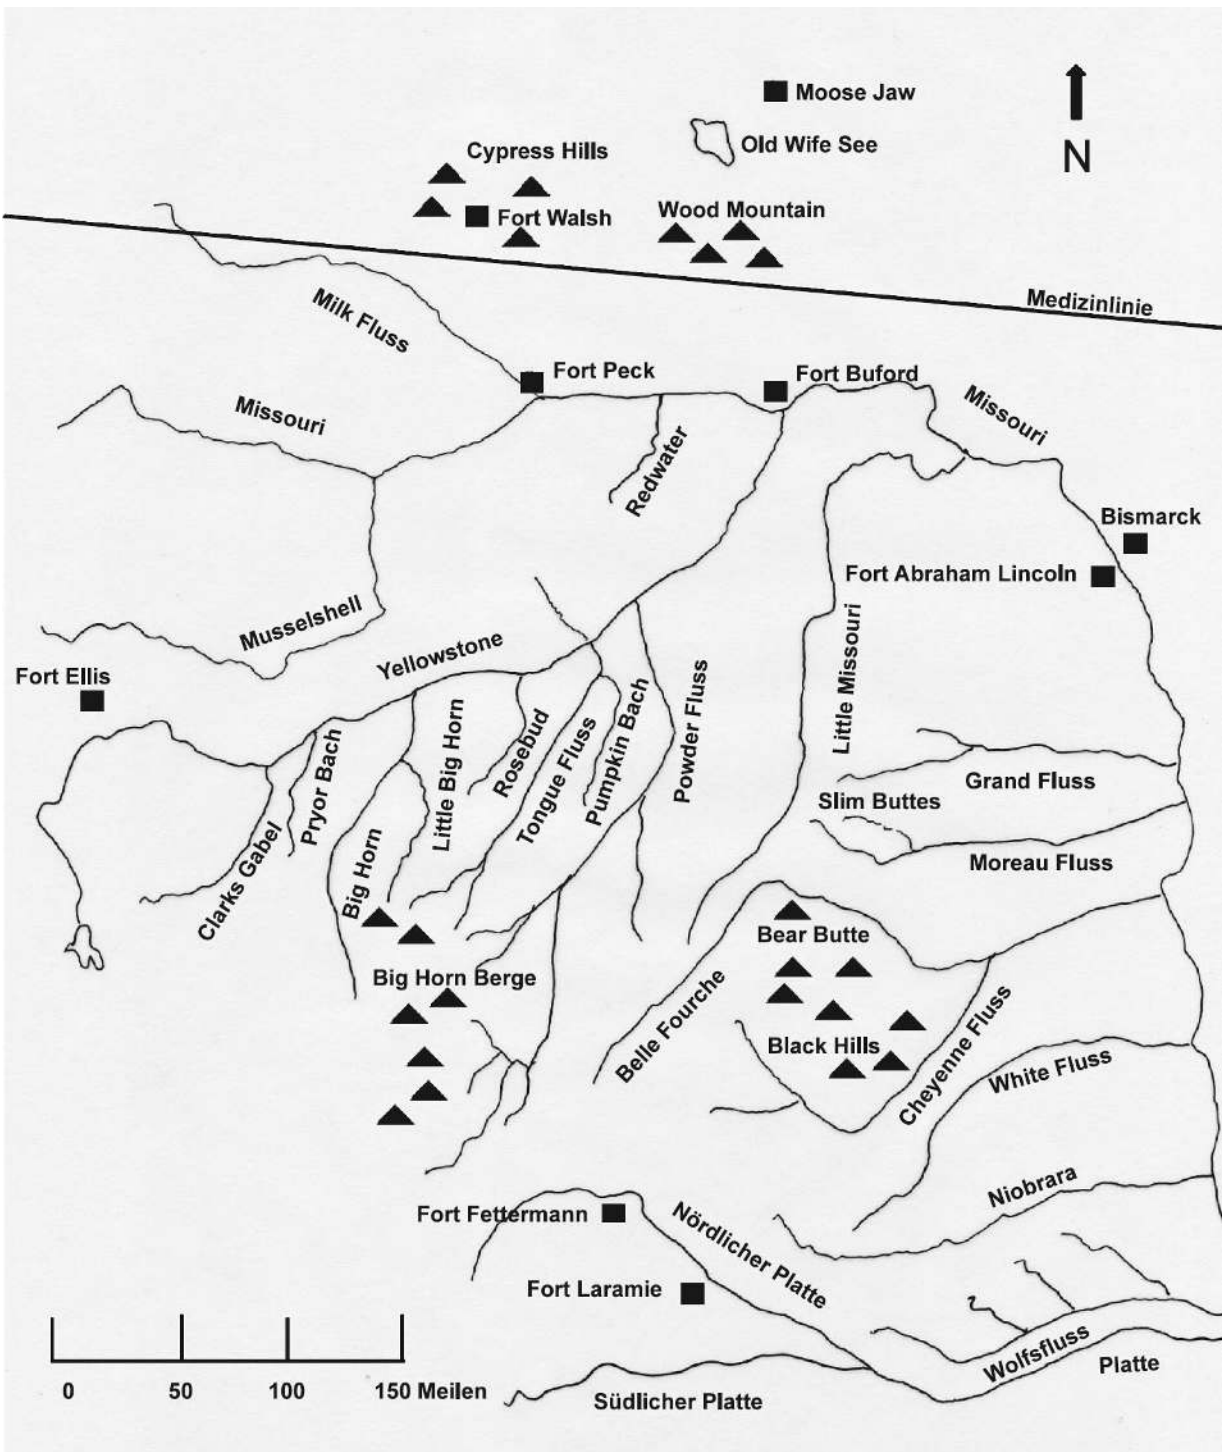 Moose Jaw
Old Wife See
N
Cypress Hills
Fort Walsh
Wood Mountain
Medizinlinie
Milk Fluss
Fort Peck
Fort Buford
Missouri
Missouri
Redwater
Bismarck
Fort Abraham Lincoln
Musselshell
Yellowstone
Fort Ellis
Little Missouri
Powder Fluss
Pumpkin Bach
Tongue Fluss
Rosebud
Little Big Horn
Pryor Bach
Grand Fluss
Slim Buttes
Moreau Fluss
Clarks Gabel
Big Horn
Bear Butte
Big Horn Berge
Belle Fourche
Black Hills
Cheyenne Fluss
White Fluss
Niobrara
Fort Fettermann
Nördlicher Platte
Fort Laramie
Wolfsfluss
Platte
Südlicher Platte
0 50 100 150 Meilen